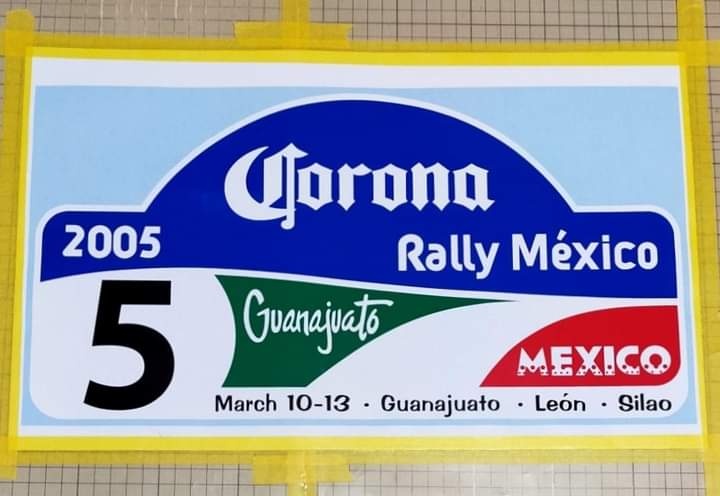 Corona
2005
Rally México
5
Guanajuato
MEXICO
March 10-13 · Guanajuato · León · Silao